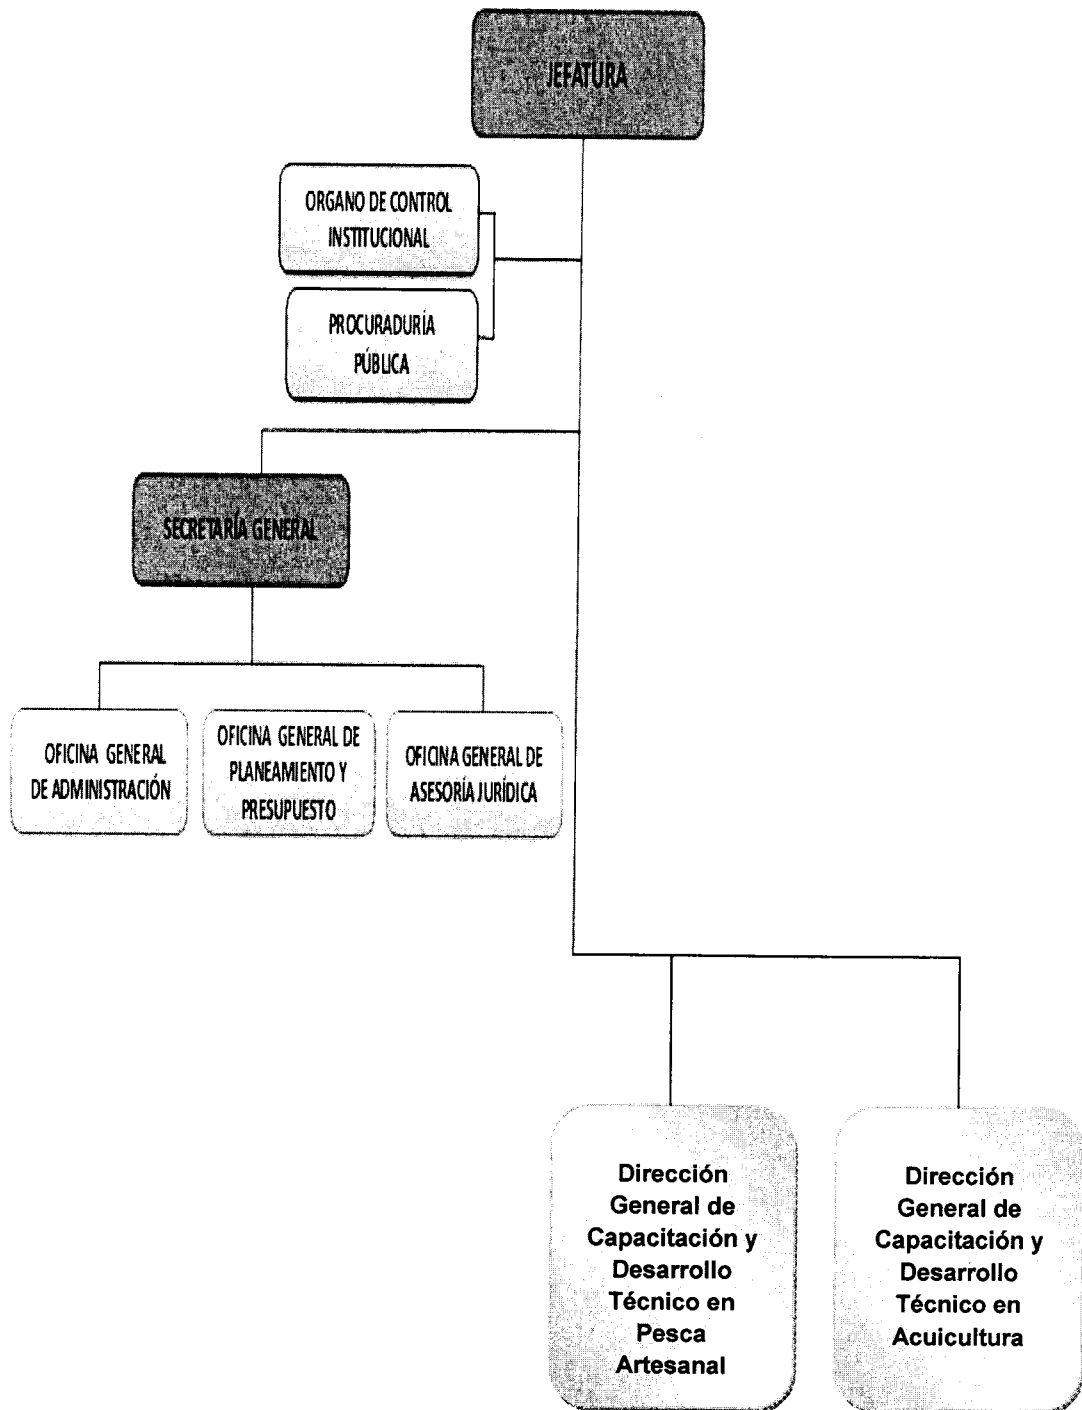 JEFATURA
ORGANO DE CONTROL
INSTITUCIONAL
PROCURADURÍA
PÚBLICA
SECRETARÍA GENERAL
OFICINA GENERAL
DE ADMINISTRACIÓN
OFICINA GENERAL DE
PLANEAMIENTO Y
PRESUPUESTO
OFICINA GENERAL DE
ASESORÍA JURÍDICA
Dirección
General de
Capacitación y
Desarrollo
Técnico en
Pesca
Artesanal
Dirección
General de
Capacitación y
Desarrollo
Técnico en
Acuicultura